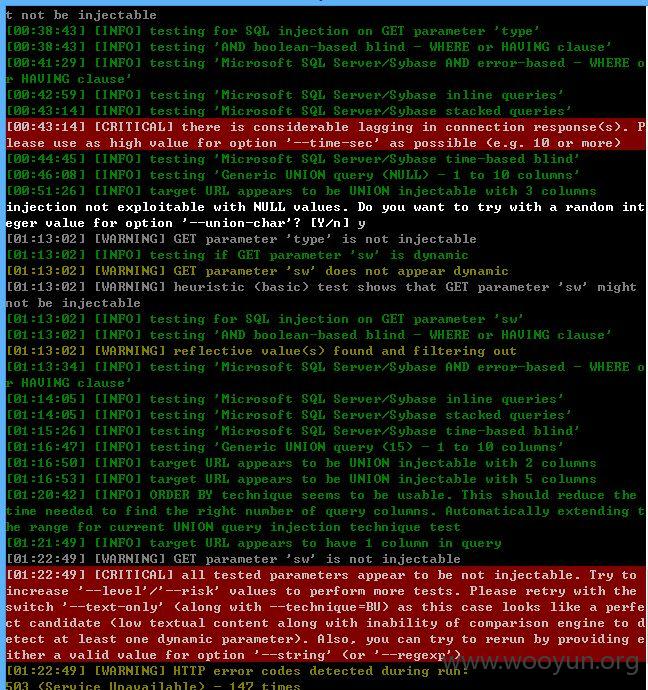 t not be injectable
[00:38:43] [INFO] testing for SQL injection on GET parameter 'type'
[00:38:43] [INFO] testing 'AND boolean-based blind - WHERE or HAVING clause'
[00:41:29] [INFO] testing 'Microsoft SQL Server/Sybase AND error-based - WHERE o
r HAVING clause'
[00:42:59] [INFO] testing 'Microsoft SQL Server/Sybase inline queries'
[00:43:14] [INFO] testing 'Microsoft SQL Server/Sybase stacked queries'
[00:43:14] [CRITICAL] there is considerable lagging in connection response(s). P
lease use as high value for option '--time-sec' as possible (e.g. 10 or more)
[00:44:45] [INFO] testing 'Microsoft SQL Server/Sybase time-based blind'
[00:46:08] [INFO] testing 'Generic UNION query (NULL) - 1 to 10 columns'
[00:51:26] [INFO] target URL appears to be UNION injectable with 3 columns
injection not exploitable with NULL values. Do you want to try with a random int
eger value for option '--union-char'? [Y/n] y
[01:13:02] [WARNING] GET parameter 'type' is not injectable
[01:13:02] [INFO] testing if GET parameter 'sw' is dynamic
[01:13:02] [WARNING] GET parameter 'sw' does not appear dynamic
[01:13:02] [WARNING] heuristic (basic) test shows that GET parameter 'sw' might
not be injectable
[01:13:02] [INFO] testing for SQL injection on GET parameter 'sw'
[01:13:02] [INFO] testing 'AND boolean-based blind - WHERE or HAVING clause'
[01:13:02] [WARNING] reflective value(s) found and filtering out
[01:13:34] [INFO] testing 'Microsoft SQL Server/Sybase AND error-based - WHERE o
r HAVING clause'
[01:14:05] [INFO] testing 'Microsoft SQL Server/Sybase inline queries'
[01:14:05] [INFO] testing 'Microsoft SQL Server/Sybase stacked queries'
[01:15:26] [INFO] testing 'Microsoft SQL Server/Sybase time-based blind'
[01:16:47] [INFO] testing 'Generic UNION query (15) - 1 to 10 columns'
[01:16:50] [INFO] target URL appears to be UNION injectable with 2 columns
[01:16:53] [INFO] target URL appears to be UNION injectable with 5 columns
[01:20:42] [INFO] ORDER BY technique seems to be usable. This should reduce the
time needed to find the right number of query columns. Automatically extending t
he range for current UNION query injection technique test
[01:21:49] [INFO] target URL appears to have 1 column in query
[01:22:49] [WARNING] GET parameter 'sw' is not injectable
[01:22:49] [CRITICAL] all tested parameters appear to be not injectable. Try to
increase '--level'/'--risk' values to perform more tests. Please retry with the
switch '--text-only' (along with --technique=BU) as this case looks like a perfe
ct candidate (low textual content along with inability of comparison engine to d
etect at least one dynamic parameter). Also, you can try to rerun by providing e
ither a valid value for option '--string' (or '--regexp')
[01:22:49] [WARNING] HTTP error codes detected during run:
503 (Service Unavailable) - 147 times
www.wooyun.org